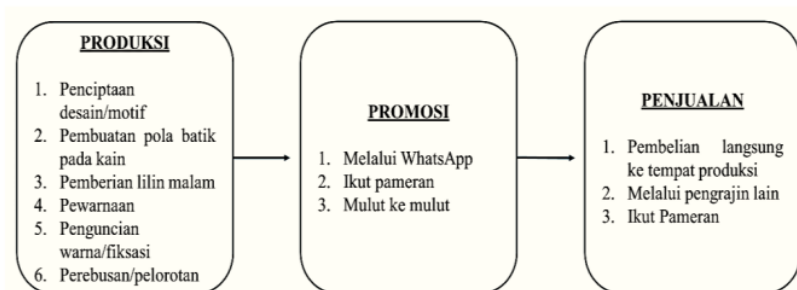 PRODUKSI
1. Penciptaan
desain/motif
2. Pembuatan pola batik
pada kain
3. Pemberian lilin malam
4. Pewarnaan
5. Penguncian
warna/fiksasi
6. Perebusan/pelorotan
PROMOSI
1. Melalui WhatsApp
2. Ikut pameran
3. Mulut ke mulut
PENJUALAN
1. Pembelian langsung
ke tempat produksi
2. Melalui pengrajin lain
3. Ikut Pameran